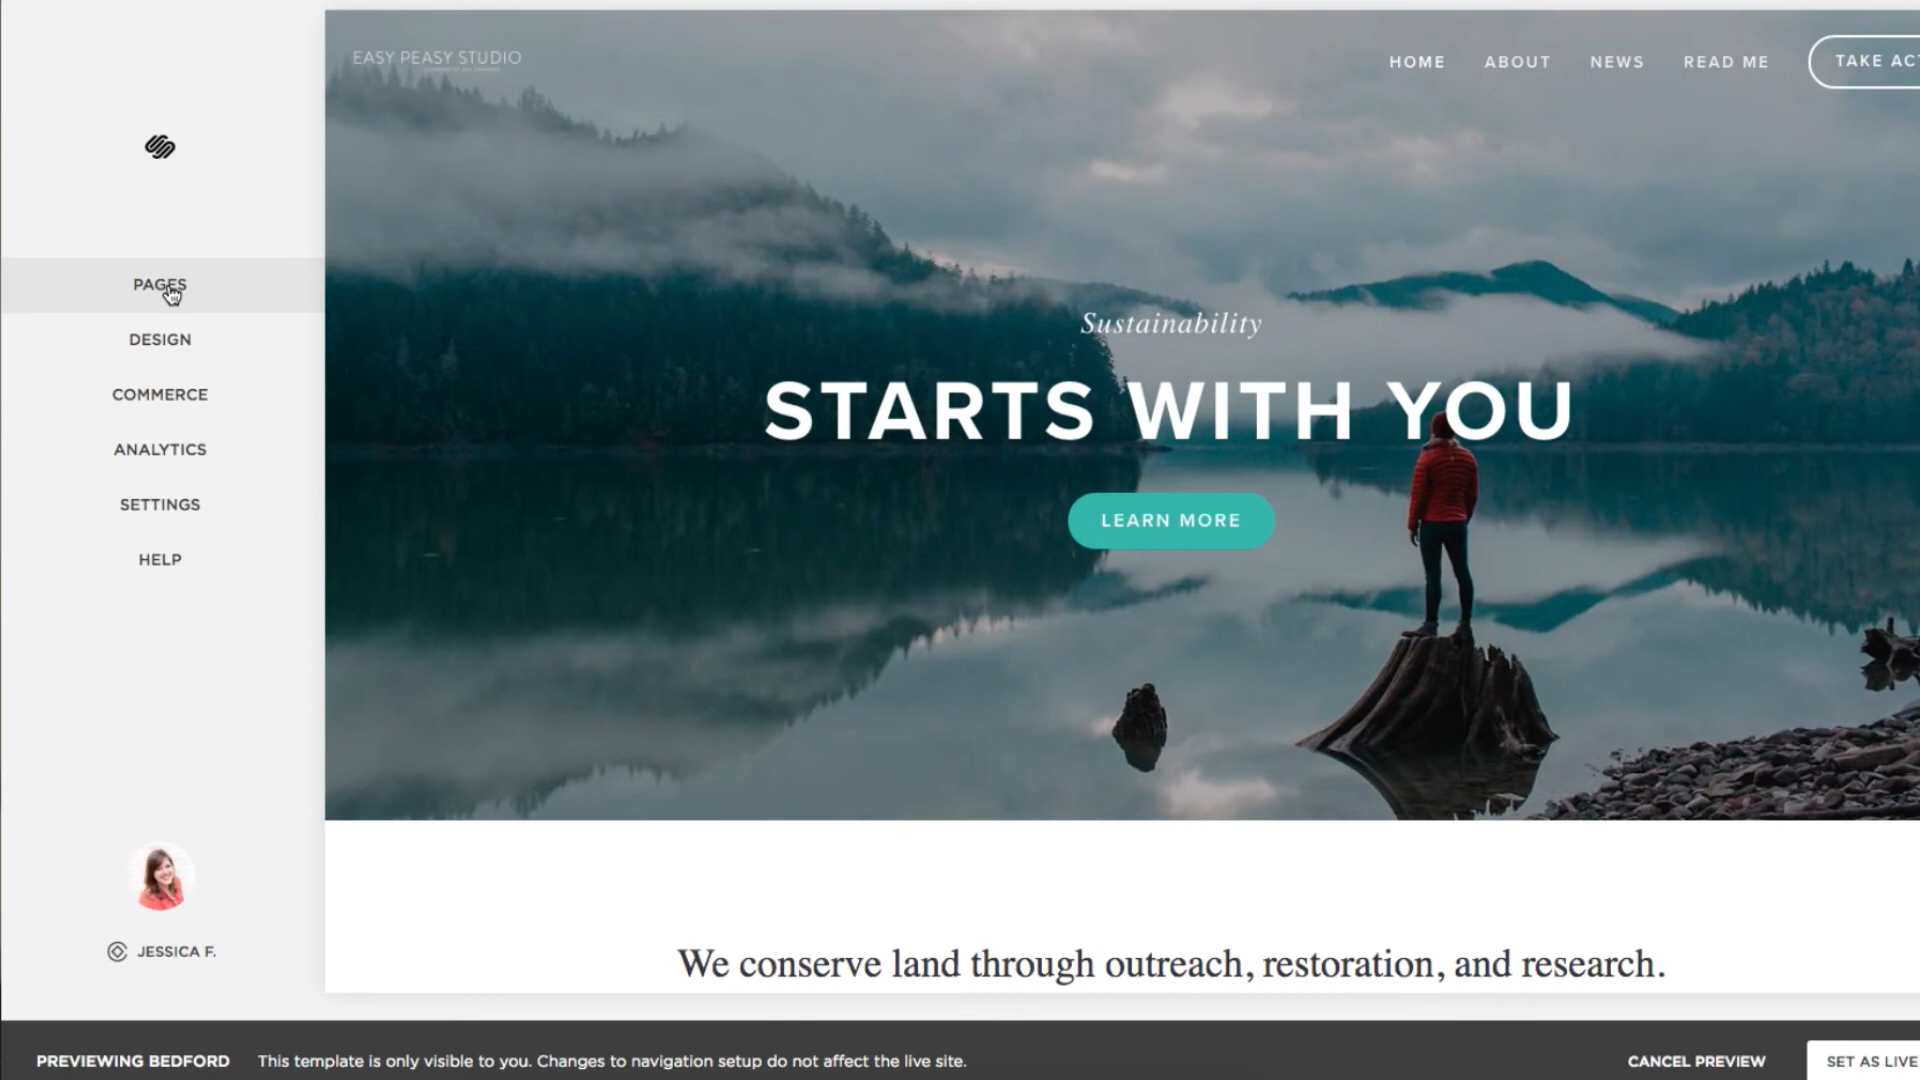 EASY PEASY STUDIO
HOME ABOUT NEWS READ ME TAKE ACT
PAGES
DESIGN
COMMERCE
ANALYTICS
SETTINGS
HELP
Sustainability
STARTS WITH YOU
LEARN MORE
JESSICA F.
We conserve land through outreach, restoration, and research.
PREVIEWING BEDFORD This template is only visible to you. Changes to navigation setup do not affect the live site. CANCEL PREVIEW SET AS LIVE